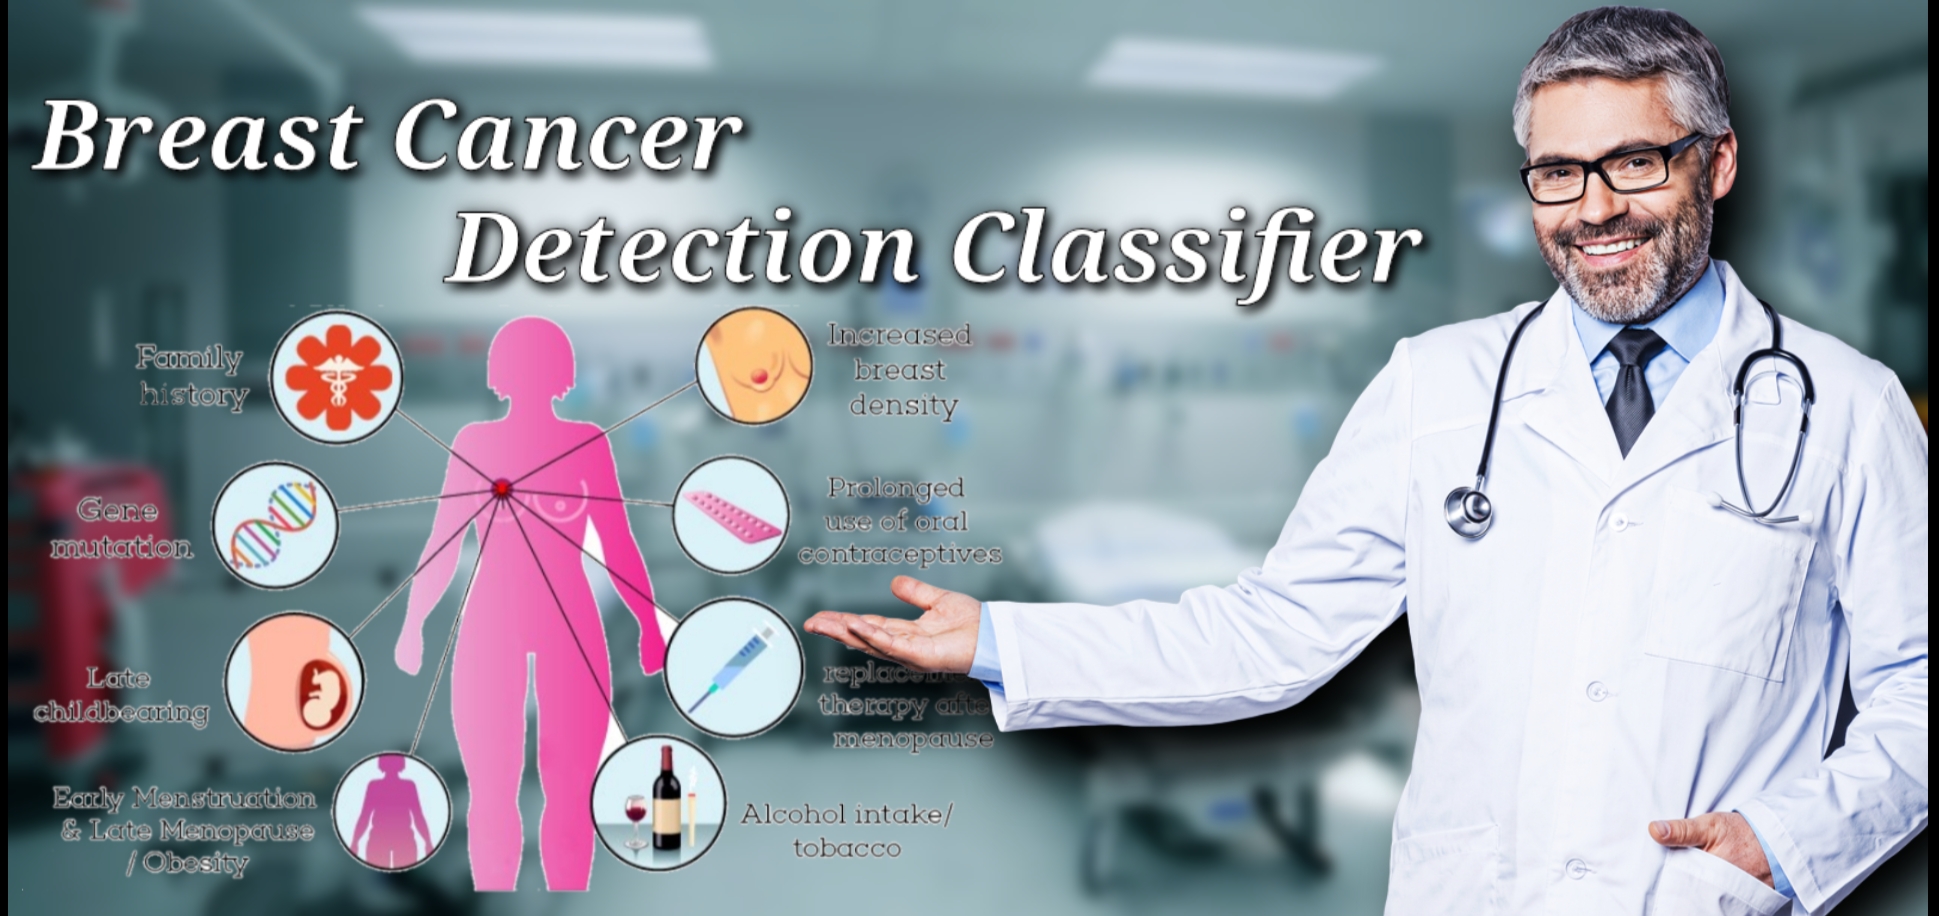 Breast Cancer
Detection Classifier
Family
history
Increased
breast
density
Gene
mutation
Prolonged
use of oral
contraceptives
Late
childbearing
therapy
menopause
Early Menstruation
& Late Menopause
/ Obesity
Alcohol intake/
tobacco